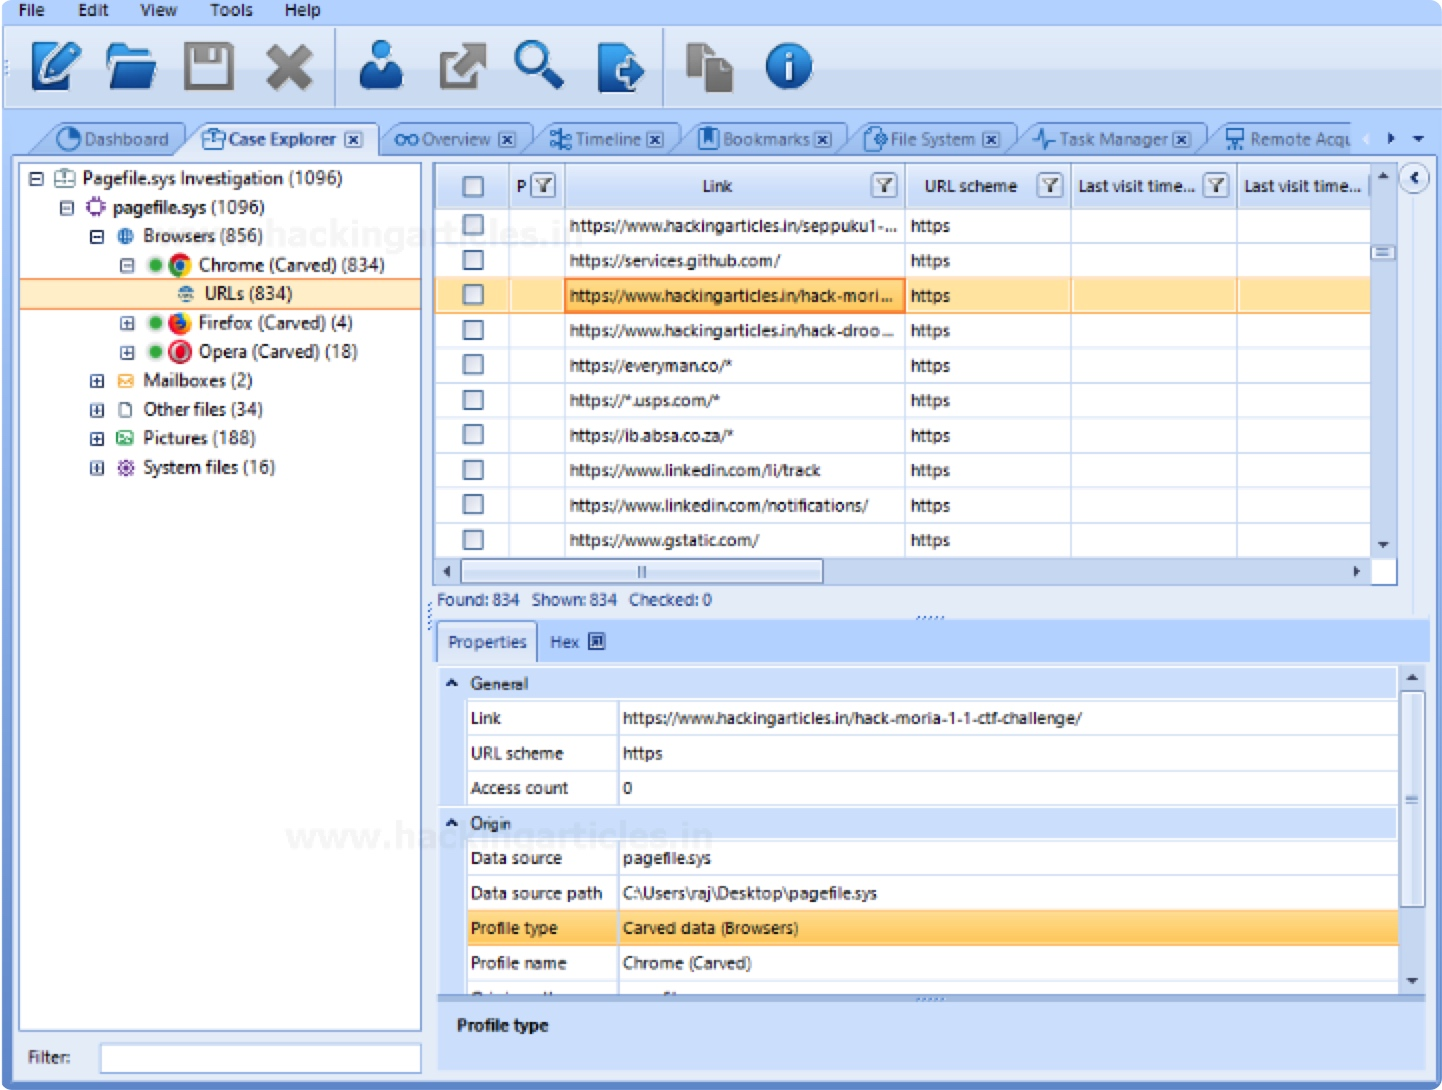 File Edit View Tools Help
Dashboard Case Explorer Overview Timeline Bookmarks File System Task Manager Remote Acqu
Pagefile.sys Investigation (1096)
pagefile.sys (1096)
Browsers (856)
Chrome (Carved) (834)
URLs (834)
Firefox (Carved) (4)
Opera (Carved) (18)
Mailboxes (2)
Other files (34)
Pictures (188)
System files (16)
Filter:
P Link URL scheme Last visit time... Last visit time...
https://www.hackingarticles.in/seppuku1-... https
https://services.github.com/ https
https://www.hackingarticles.in/hack-mori... https
https://www.hackingarticles.in/hack-droo... https
https://everyman.co/* https
https://*.usps.com/* https
https://ib.absa.co.za/* https
https://www.linkedin.com/li/track https
https://www.linkedin.com/notifications/ https
https://www.gstatic.com/ https
Found: 834 Shown: 834 Checked: 0
Properties Hex
General
Link https://www.hackingarticles.in/hack-moria-1-1-ctf-challenge/
URL scheme https
Access count 0
Origin
Data source pagefile.sys
Data source path C:\Users\raj\Desktop\pagefile.sys
Profile type Carved data (Browsers)
Profile name Chrome (Carved)
Profile type
www.hackingarticles.in